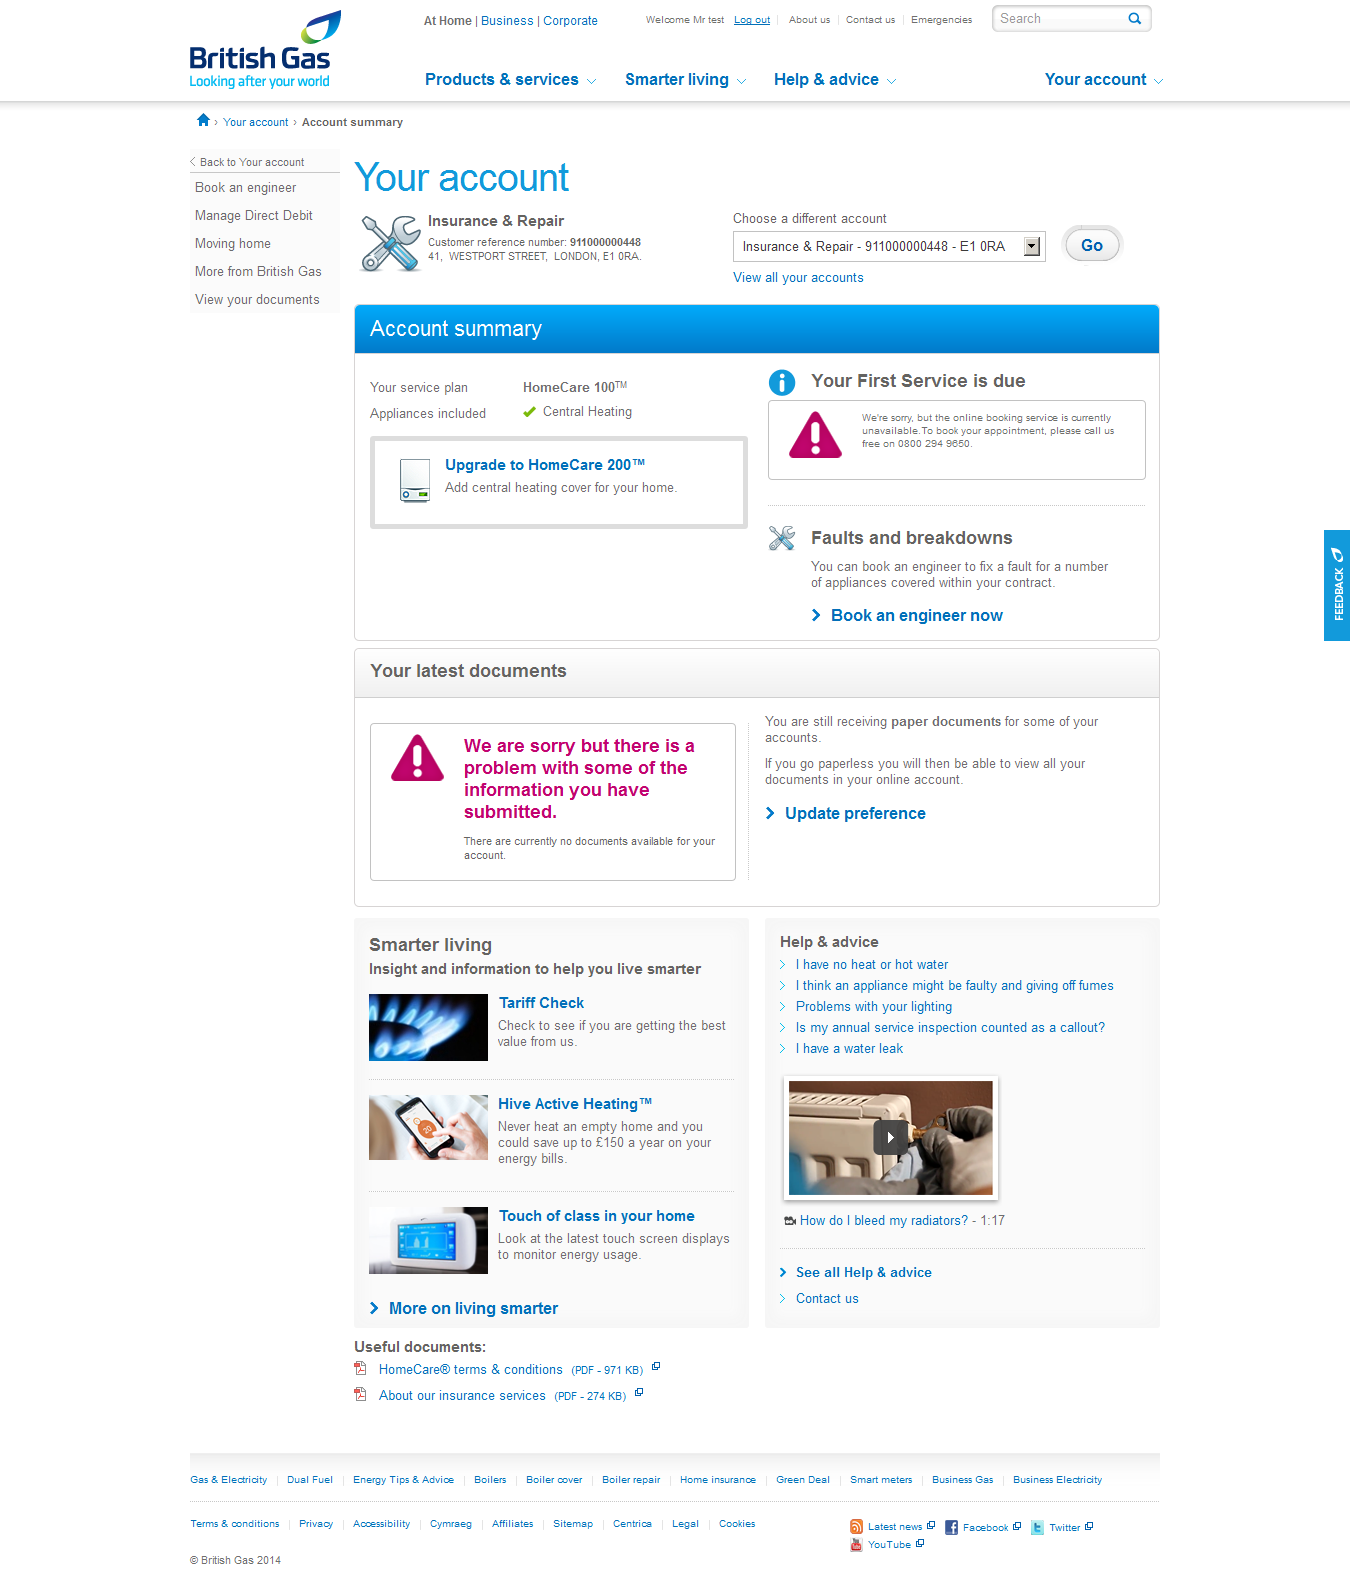 At Home | Business | Corporate
Welcome Mr test Log out About us Contact us Emergencies
Search
British Gas
Looking after your world
Products & services Smarter living Help & advice Your account
› Your account › Account summary
Back to Your account
Book an engineer
Manage Direct Debit
Moving home
More from British Gas
View your documents
Your account
Insurance & Repair
Customer reference number: 911000000448
41, WESTPORT STREET, LONDON, E1 0RA.
Choose a different account
Insurance & Repair - 911000000448 - E1 0RA
Go
View all your accounts
Account summary
Your service plan HomeCare 100™
Appliances included Central Heating
Upgrade to HomeCare 200™
Add central heating cover for your home.
Your First Service is due
We're sorry, but the online booking service is currently
unavailable.To book your appointment, please call us
free on 0800 294 9650.
Faults and breakdowns
You can book an engineer to fix a fault for a number
of appliances covered within your contract.
Book an engineer now
FEEDBACK
Your latest documents
We are sorry but there is a
problem with some of the
information you have
submitted.
There are currently no documents available for your
account.
You are still receiving paper documents for some of your
accounts.
If you go paperless you will then be able to view all your
documents in your online account.
Update preference
Smarter living
Insight and information to help you live smarter
Tariff Check
Check to see if you are getting the best
value from us.
Hive Active Heating™
Never heat an empty home and you
could save up to £150 a year on your
energy bills.
Touch of class in your home
Look at the latest touch screen displays
to monitor energy usage.
More on living smarter
Help & advice
I have no heat or hot water
I think an appliance might be faulty and giving off fumes
Problems with your lighting
Is my annual service inspection counted as a callout?
I have a water leak
How do I bleed my radiators? - 1:17
See all Help & advice
Contact us
Useful documents:
HomeCare® terms & conditions (PDF - 971 KB)
About our insurance services (PDF - 274 KB)
Gas & Electricity Dual Fuel Energy Tips & Advice Boilers Boiler cover Boiler repair Home insurance Green Deal Smart meters Business Gas Business Electricity
Terms & conditions Privacy Accessibility Cymraeg Affiliates Sitemap Centrica Legal Cookies
Latest news Facebook Twitter
YouTube
© British Gas 2014